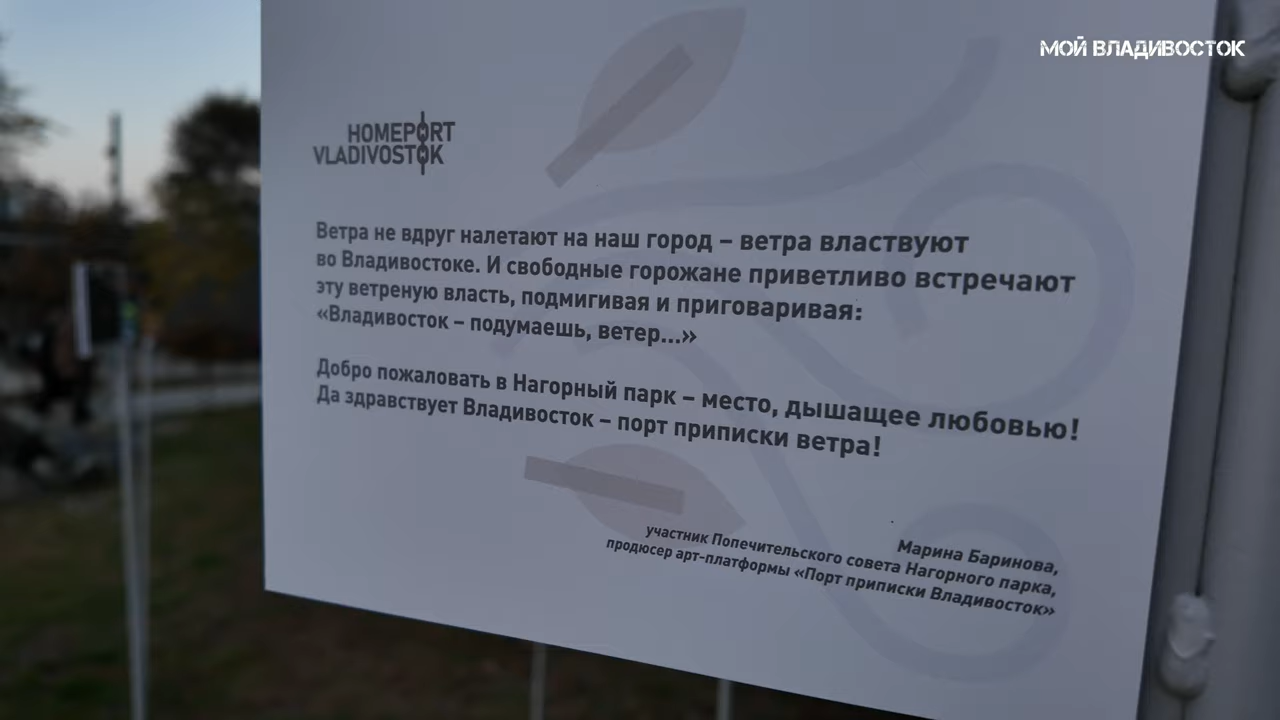 МОЙ ВЛАДИВОСТОК
HOMEPORT
VLADIVOSTOK
Ветра не вдруг налетают на наш город – ветра властвуют
во Владивостоке. И свободные горожане приветливо встречают
эту ветреную власть, подмигивая и приговаривая:
«Владивосток – подумаешь, ветер...»
Добро пожаловать в Нагорный парк – место, дышащее любовью!
Да здравствует Владивосток – порт приписки ветра!
Марина Баринова,
участник Попечительского совета Нагорного парка,
продюсер арт-платформы «Порт приписки Владивосток»